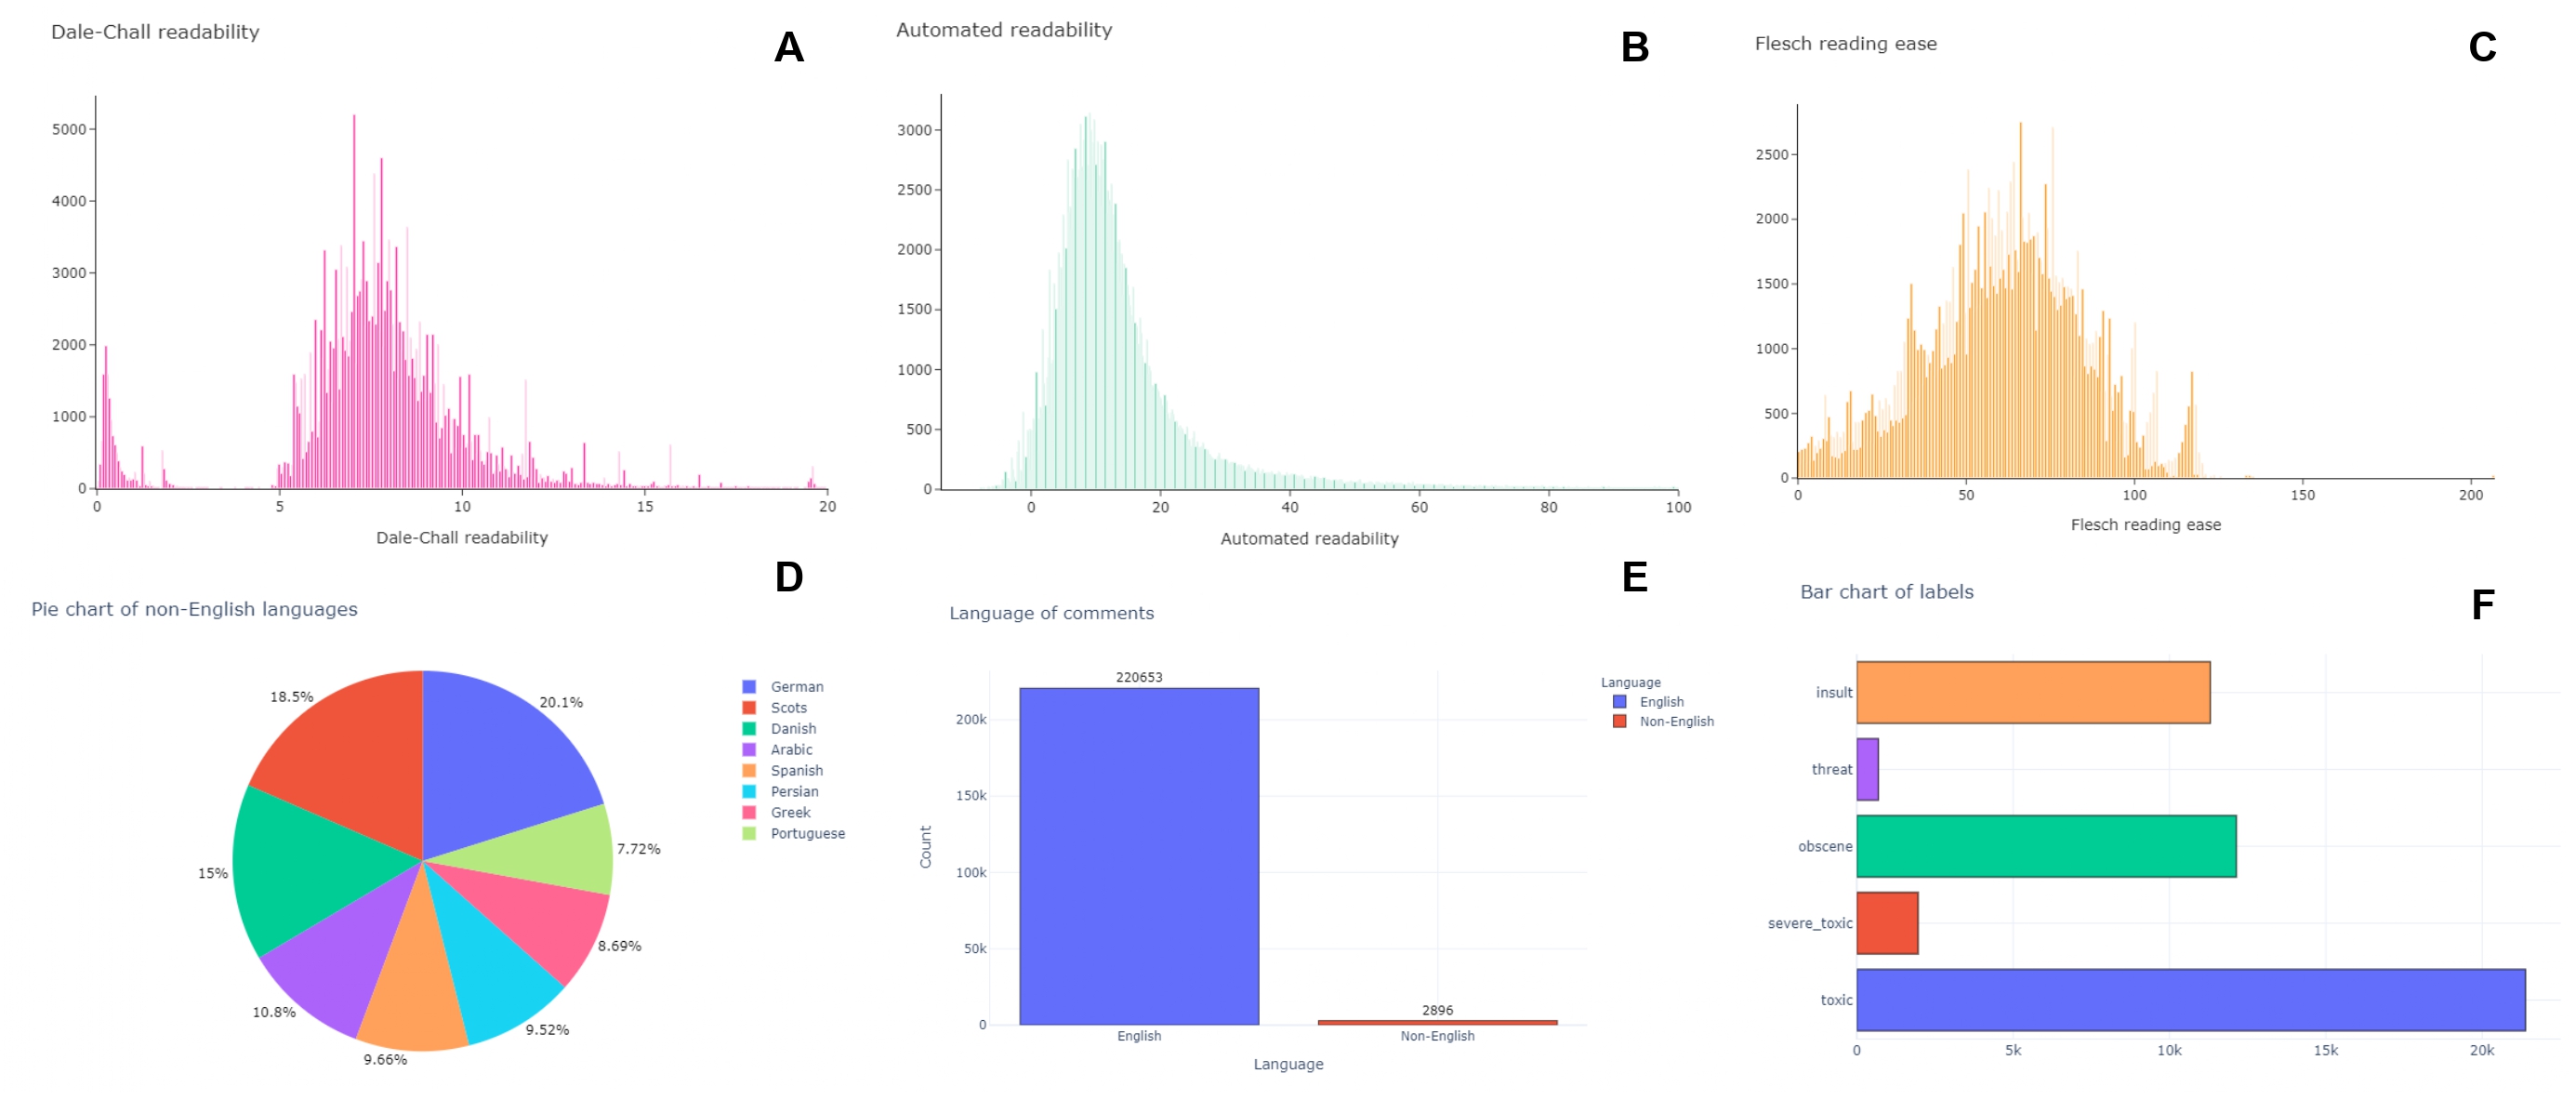 Dale-Chall readability
A
5000
4000
3000
2000
1000
0
0 5 10 15 20
Dale-Chall readability
Automated readability
B
3000
2500
2000
1500
1000
500
0
0 20 40 60 80 100
Automated readability
Flesch reading ease
C
2500
2000
1500
1000
500
0
0 50 100 150 200
Flesch reading ease
D
Pie chart of non-English languages
18.5%
20.1%
15%
7.72%
10.8%
8.69%
9.66%
9.52%
German
Scots
Danish
Arabic
Spanish
Persian
Greek
Portuguese
E
Language of comments
220653
2896
200k
150k
100k
50k
0
Count
English Non-English
Language
Language
English
Non-English
Bar chart of labels
F
insult
threat
obscene
severe_toxic
toxic
0 5k 10k 15k 20k